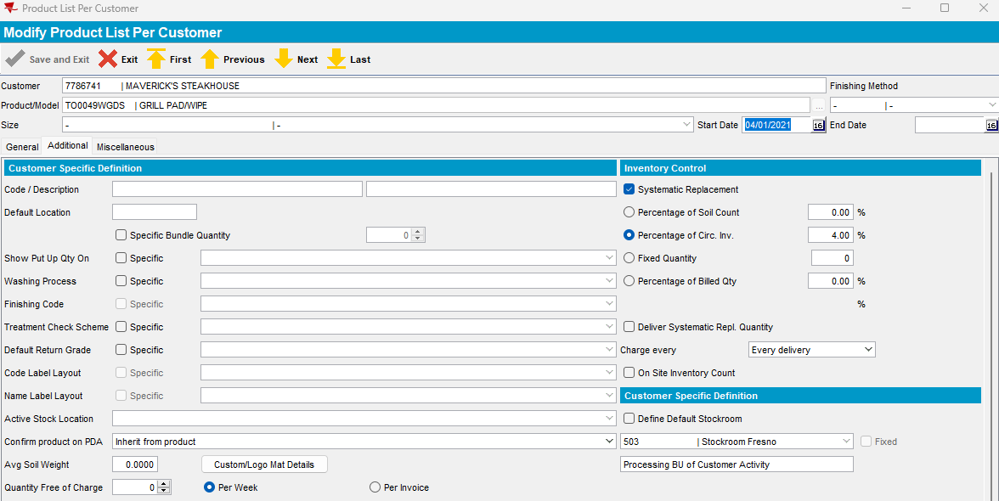 Product List Per Customer
Modify Product List Per Customer
Save and Exit Exit First Previous Next Last
Customer 7786741 | MAVERICK'S STEAKHOUSE Finishing Method
Product/Model TO0049WGDS | GRILL PAD/WIPE ... - | -
Size - | - Start Date 04/01/2021 16 End Date 16
General Additional Miscellaneous
Customer Specific Definition Inventory Control
Code / Description Systematic Replacement
Default Location Percentage of Soil Count 0.00 %
Specific Bundle Quantity 0 Percentage of Circ. Inv. 4.00 %
Show Put Up Qty On Specific Fixed Quantity 0
Washing Process Specific Percentage of Billed Qty 0.00 %
Finishing Code Specific %
Treatment Check Scheme Specific Deliver Systematic Repl. Quantity
Default Return Grade Specific Charge every Every delivery
Code Label Layout Specific On Site Inventory Count
Name Label Layout Specific Customer Specific Definition
Active Stock Location Define Default Stockroom
Confirm product on PDA Inherit from product 503 | Stockroom Fresno Fixed
Avg Soil Weight 0.0000 Custom/Logo Mat Details Processing BU of Customer Activity
Quantity Free of Charge 0 Per Week Per Invoice